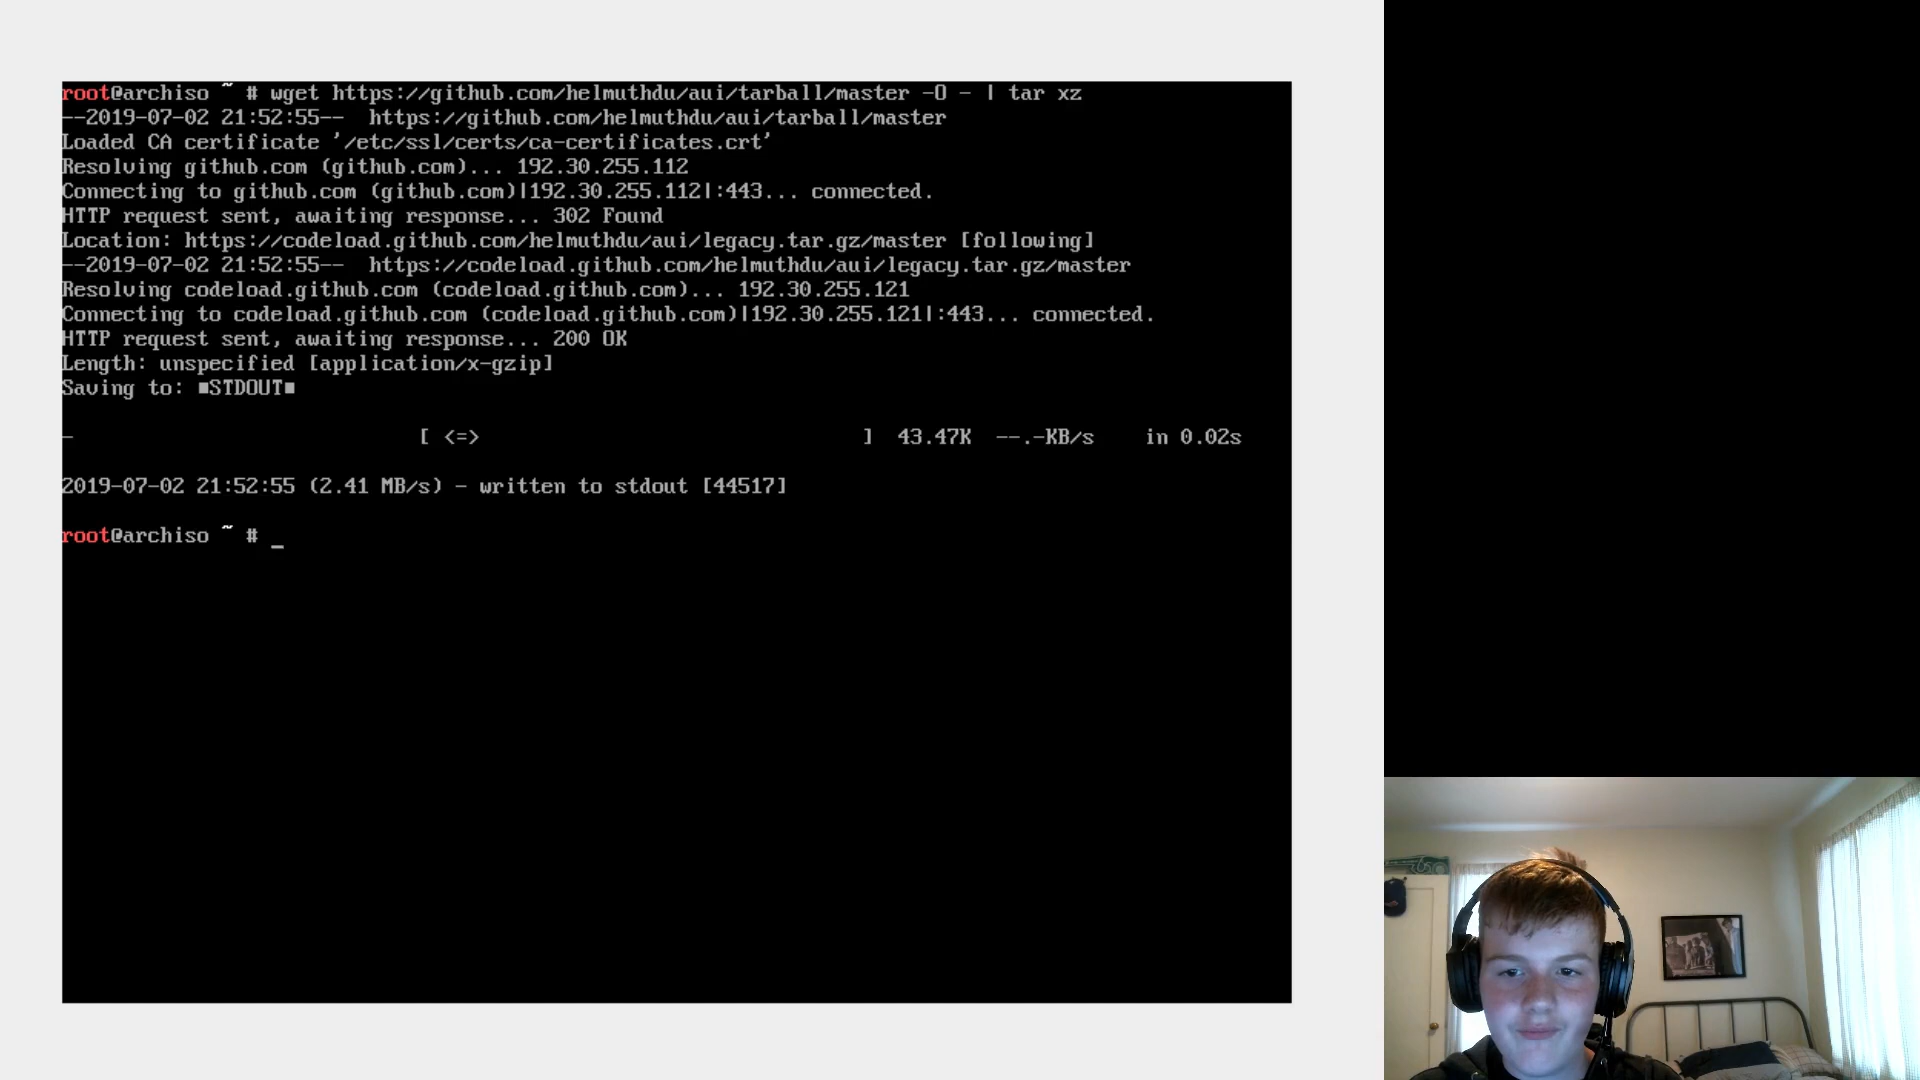 root@archiso ~ # wget https://github.com/helmuthdu/aui/tarball/master -O - | tar xz
--2019-07-02 21:52:55--  https://github.com/helmuthdu/aui/tarball/master
Loaded CA certificate '/etc/ssl/certs/ca-certificates.crt'
Resolving github.com (github.com)... 192.30.255.112
Connecting to github.com (github.com)|192.30.255.112|:443... connected.
HTTP request sent, awaiting response... 302 Found
Location: https://codeload.github.com/helmuthdu/aui/legacy.tar.gz/master [following]
--2019-07-02 21:52:55--  https://codeload.github.com/helmuthdu/aui/legacy.tar.gz/master
Resolving codeload.github.com (codeload.github.com)... 192.30.255.121
Connecting to codeload.github.com (codeload.github.com)|192.30.255.121|:443... connected.
HTTP request sent, awaiting response... 200 OK
Length: unspecified [application/x-gzip]
Saving to: ■STDOUT■
-                             [ <=>                                ]  43.47K  --.-KB/s    in 0.02s
2019-07-02 21:52:55 (2.41 MB/s) - written to stdout [44517]
root@archiso ~ # _